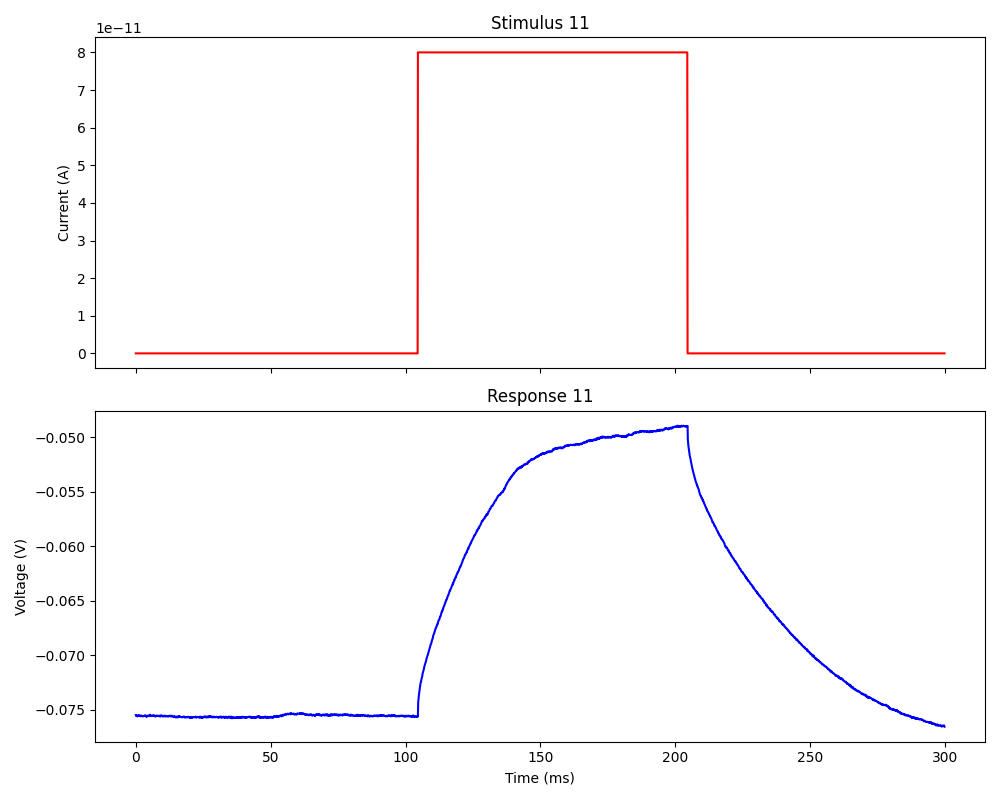 Stimulus 11
1e−11
8
7
6
5
4
3
2
1
0
Current (A)
Response 11
−0.050
−0.055
−0.060
−0.065
−0.070
−0.075
Voltage (V)
0 50 100 150 200 250 300
Time (ms)